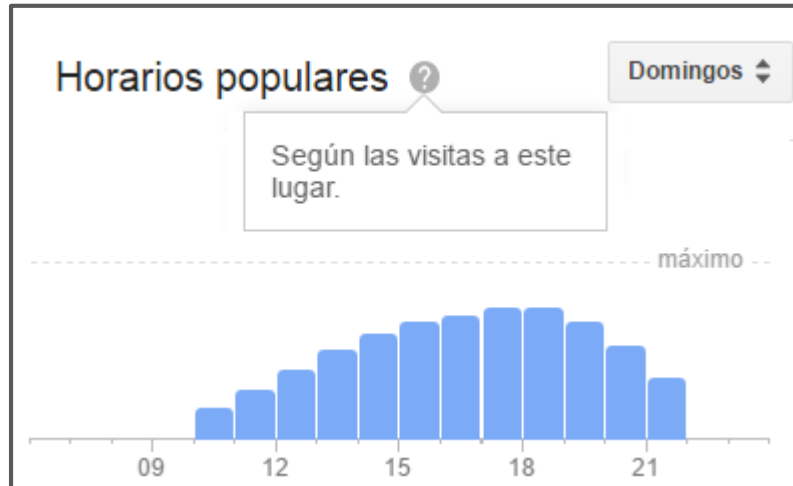 Horarios populares ?
Domingos
Según las visitas a este
lugar.
máximo
09 12 15 18 21